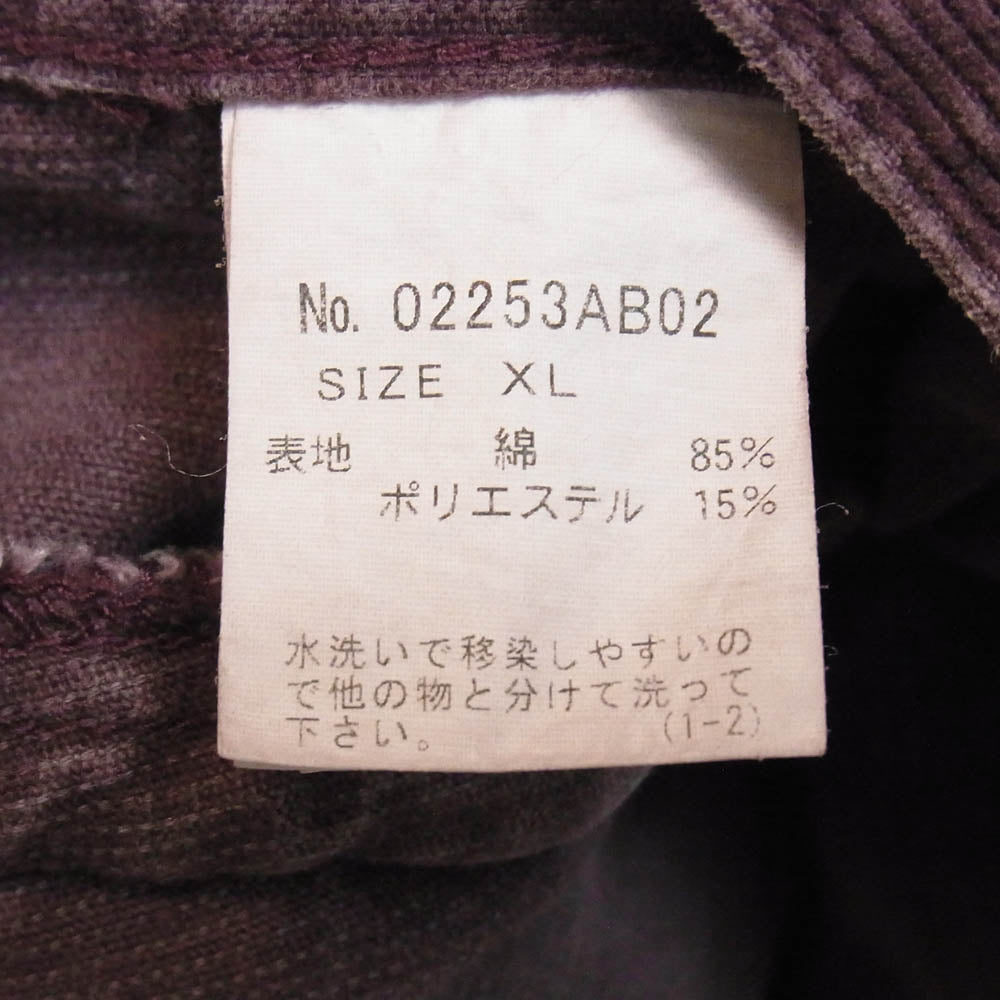 No. 02253AB02
SIZE XL
表地 綿 85%
ポリエステル 15%
水洗いで移染しやすいの
で他の物と分けて洗って
下さい。 (1-2)